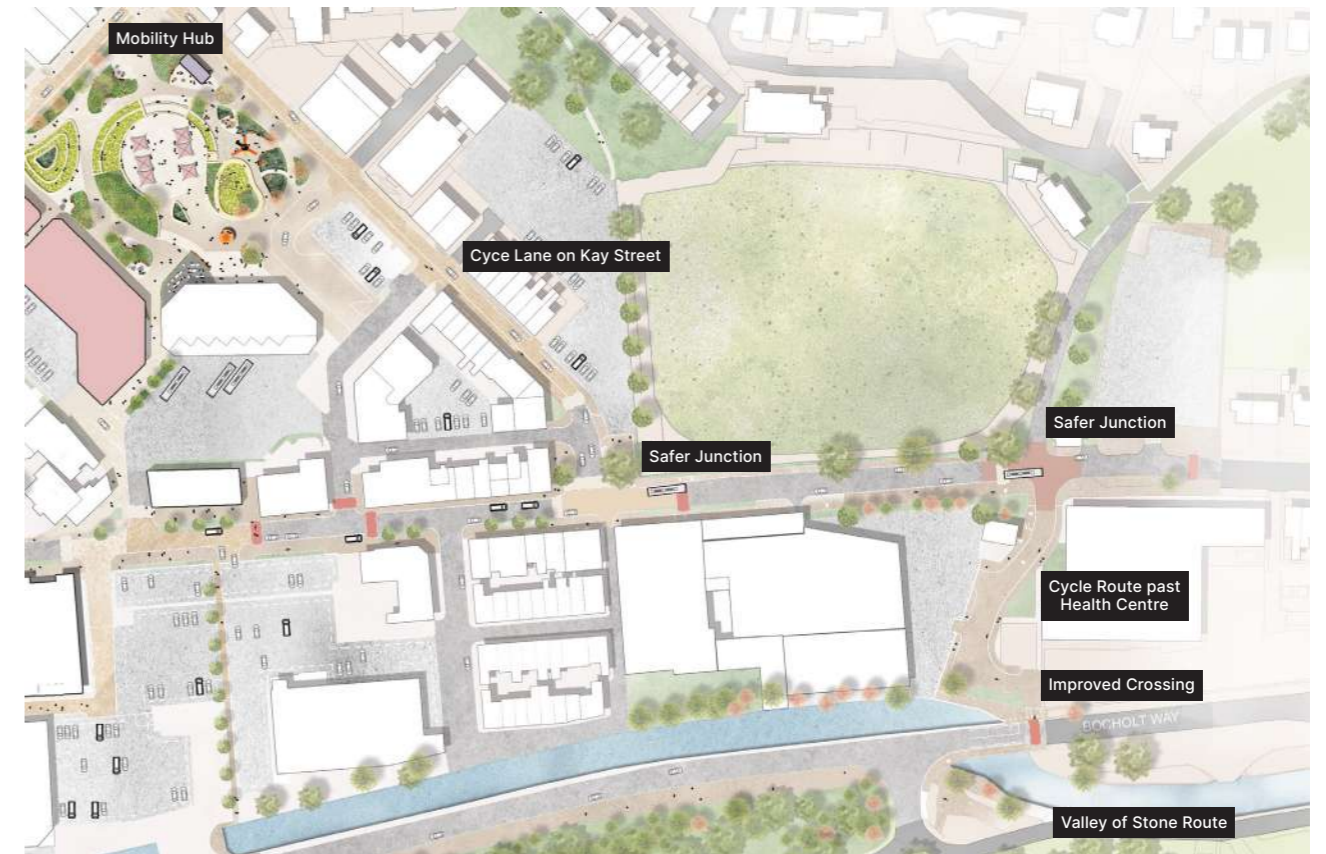 Mobility Hub
Cyce Lane on Kay Street
Safer Junction
Safer Junction
Cycle Route past
Health Centre
Improved Crossing
BOCHOLT WAY
Valley of Stone Route